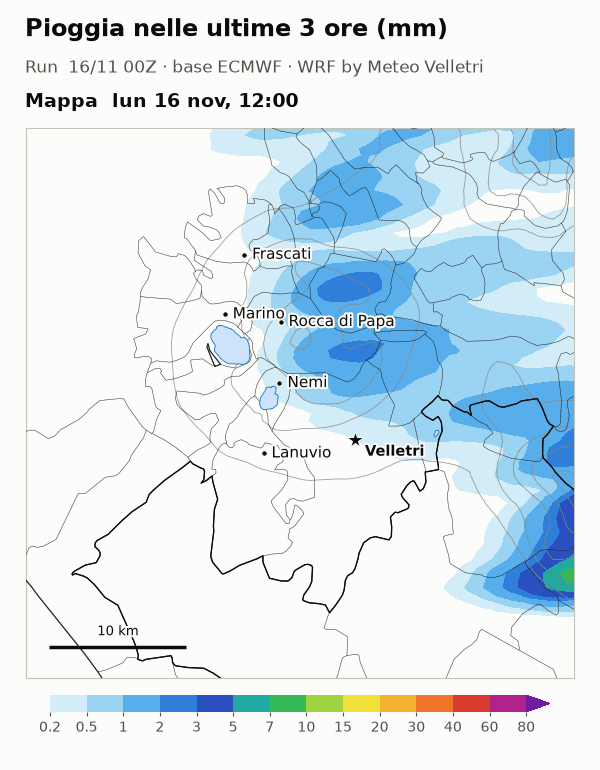 Pioggia nelle ultime 3 ore (mm)
Run  16/11 00Z · base ECMWF · WRF by Meteo Velletri
Mappa  lun 16 nov, 12:00
Frascati
Marino
Rocca di Papa
Nemi
Velletri
Lanuvio
10 km
0.2 0.5 1 2 3 5 7 10 15 20 30 40 60 80